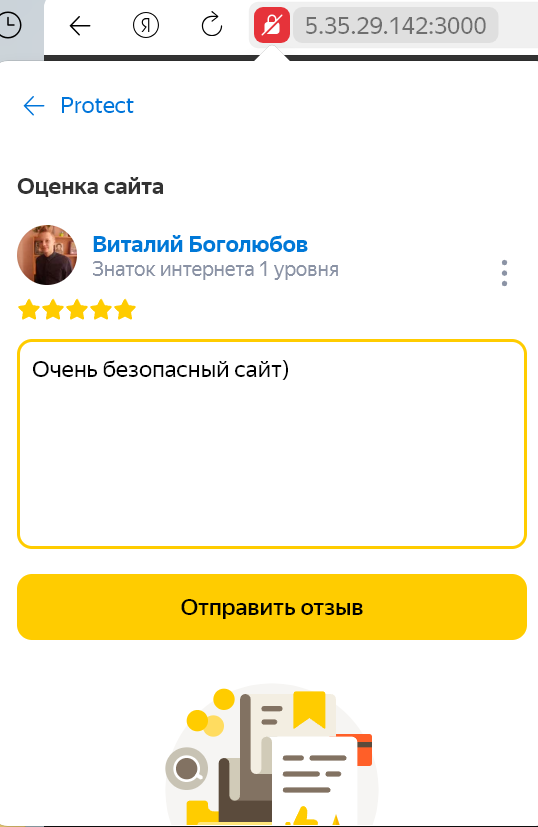 Я 5.35.29.142:3000
Protect
Оценка сайта
Виталий Боголюбов
Знаток интернета 1 уровня
Очень безопасный сайт)
Отправить отзыв